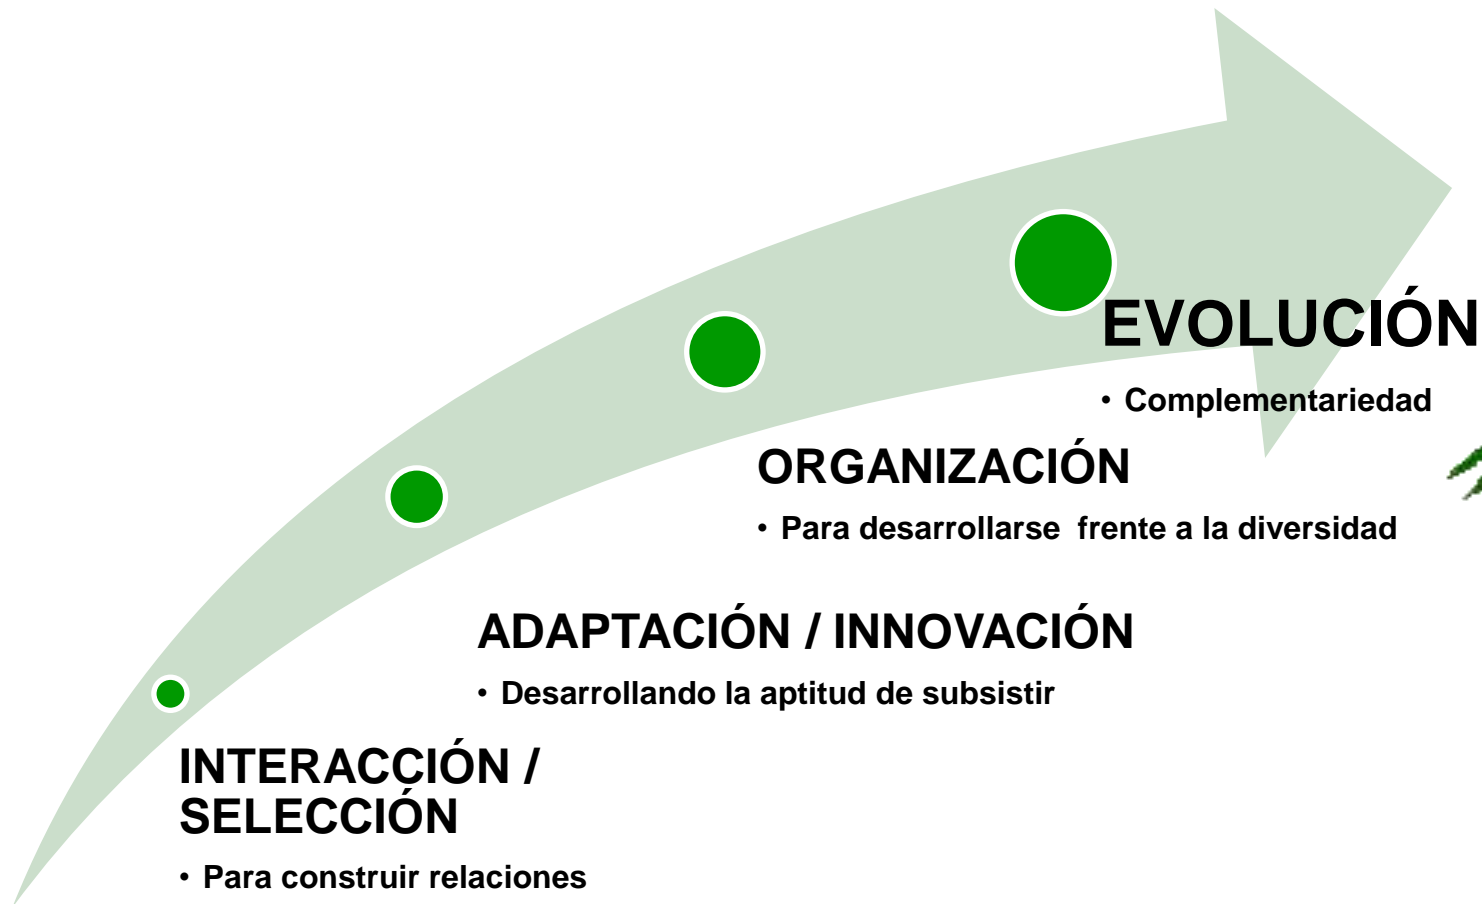 EVOLUCIÓN
• Complementariedad
ORGANIZACIÓN
• Para desarrollarse  frente a la diversidad
ADAPTACIÓN / INNOVACIÓN
• Desarrollando la aptitud de subsistir
INTERACCIÓN /
SELECCIÓN
• Para construir relaciones